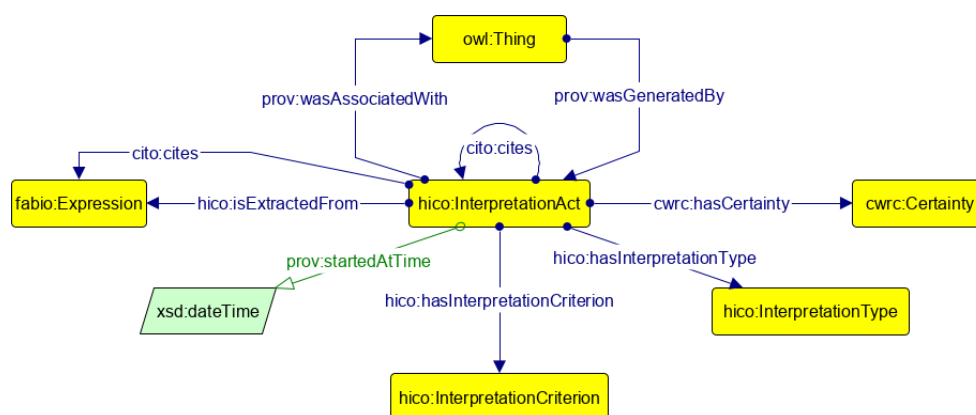 owl:Thing
prov:wasAssociatedWith
prov:wasGeneratedBy
cito:cites
cito:cites
fabio:Expression
hico:isExtractedFrom
hico:InterpretationAct
cwrc:hasCertainty
cwrc:Certainty
prov:startedAtTime
hico:hasInterpretationType
xsd:dateTime
hico:hasInterpretationCriterion
hico:InterpretationType
hico:InterpretationCriterion